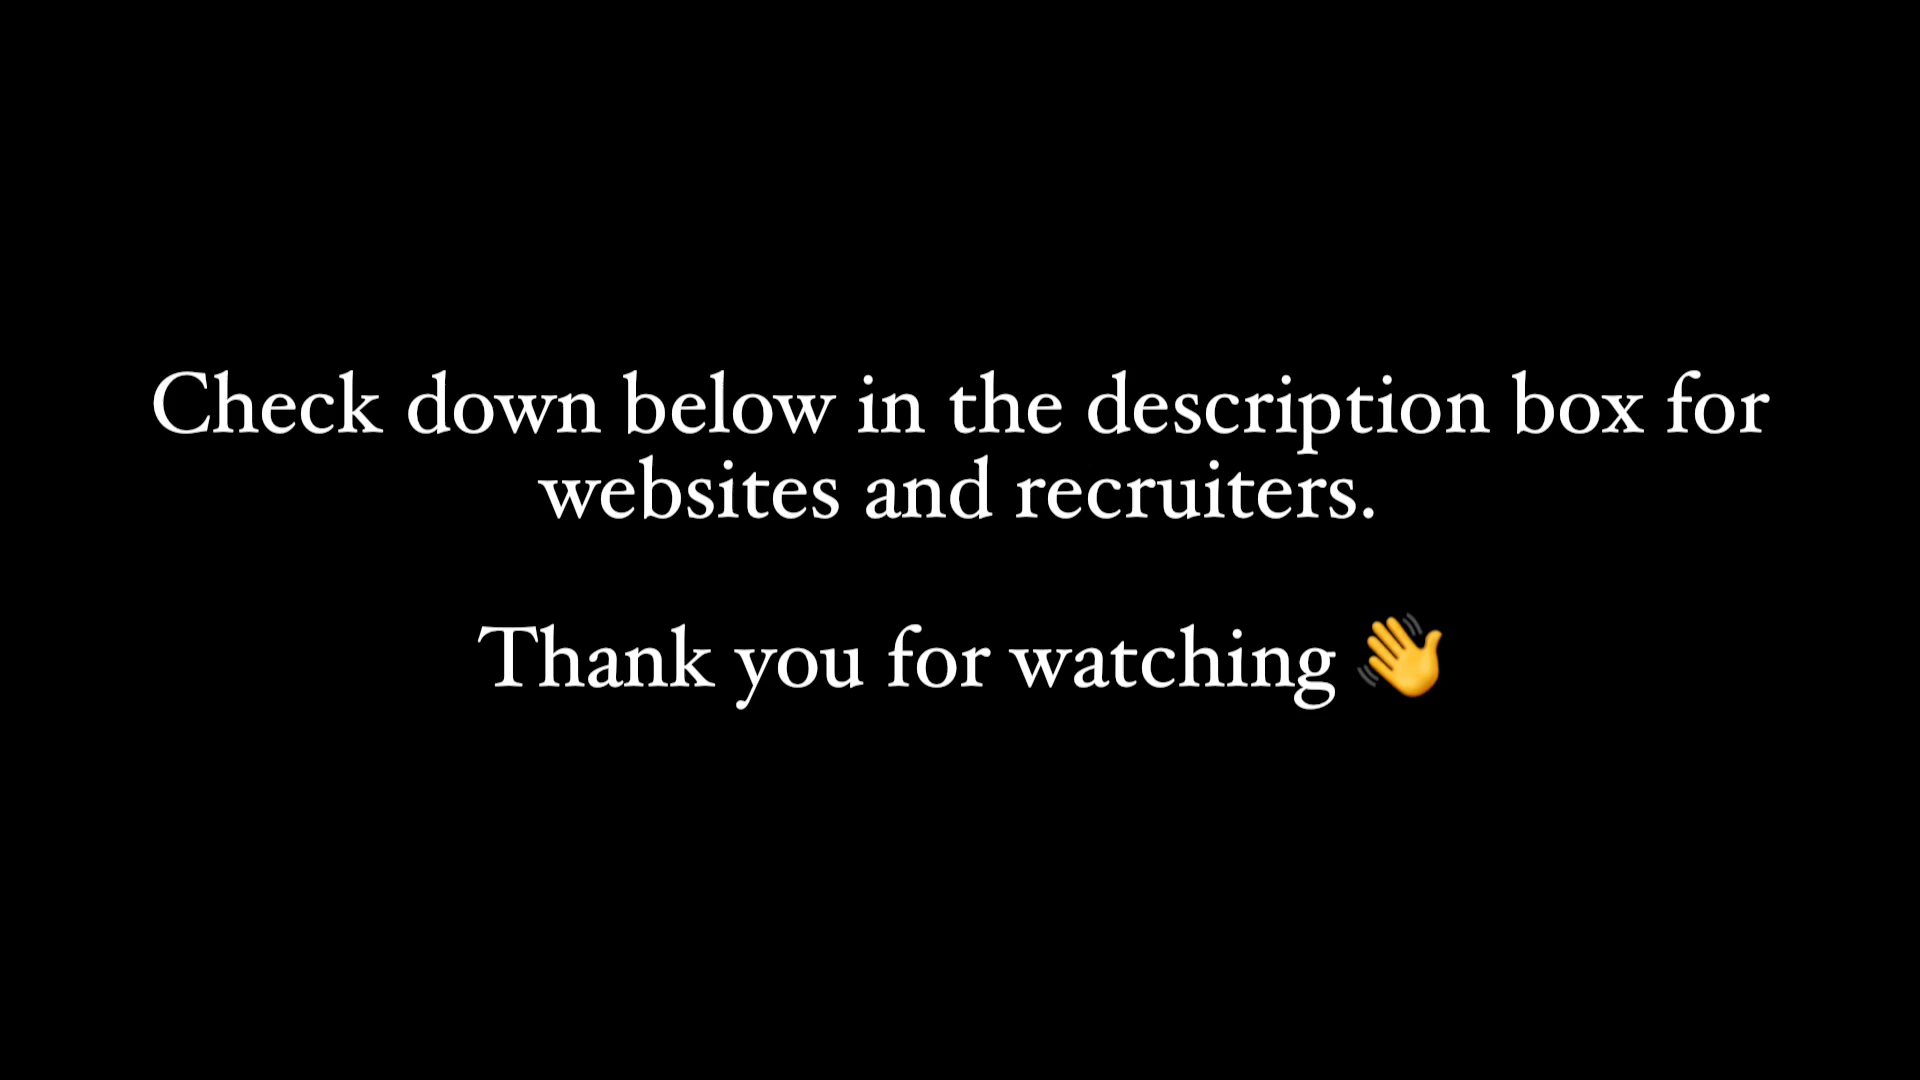 Check down below in the description box for
websites and recruiters.
Thank you for watching 👋